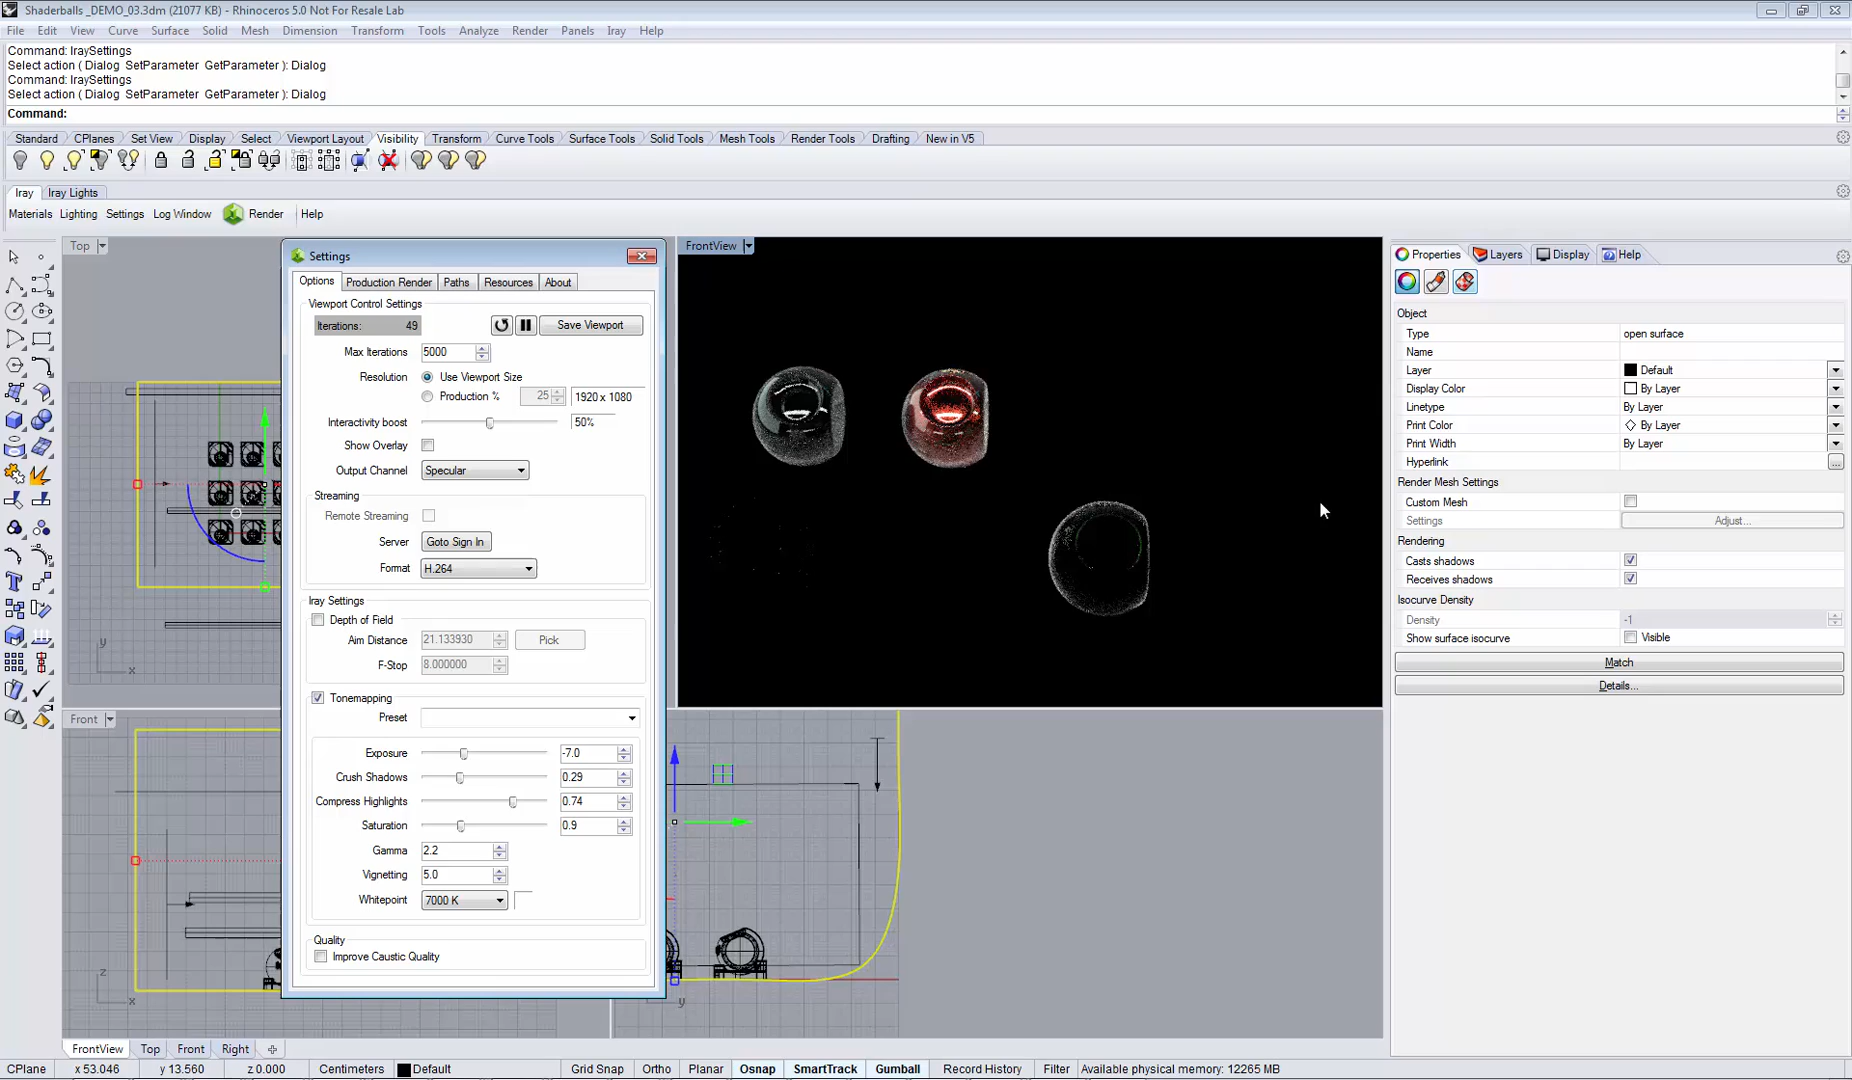 Shaderballs _DEMO_03.3dm (21077 KB) - Rhinoceros 5.0 Not For Resale Lab
File Edit View Curve Surface Solid Mesh Dimension Transform Tools Analyze Render Panels Iray Help
Command: IraySettings
Select action ( Dialog SetParameter GetParameter ): Dialog
Command: IraySettings
Select action ( Dialog SetParameter GetParameter ): Dialog
Command:
Standard CPlanes Set View Display Select Viewport Layout Visibility Transform Curve Tools Surface Tools Solid Tools Mesh Tools Render Tools Drafting New in V5
Iray Iray Lights
Materials Lighting Settings Log Window Render Help
Top
Settings
Options Production Render Paths Resources About
Viewport Control Settings
Iterations: 49 Save Viewport
Max Iterations 5000
Resolution Use Viewport Size
Production % 25 1920 x 1080
Interactivity boost 50%
Show Overlay
Output Channel Specular
Streaming
Remote Streaming
Server Goto Sign In
Format H.264
Iray Settings
Depth of Field
Aim Distance 21.133930 Pick
F-Stop 8.000000
Tonemapping
Preset
Exposure -7.0
Crush Shadows 0.29
Compress Highlights 0.74
Saturation 0.9
Gamma 2.2
Vignetting 5.0
Whitepoint 7000 K
Quality
Improve Caustic Quality
FrontView
Properties Layers Display Help
Object
Type open surface
Name
Layer Default
Display Color By Layer
Linetype By Layer
Print Color By Layer
Print Width By Layer
Hyperlink ...
Render Mesh Settings
Custom Mesh
Settings Adjust...
Rendering
Casts shadows
Receives shadows
Isocurve Density
Density -1
Show surface isocurve Visible
Match
Details...
y
x
Front
z
x
y
FrontView Top Front Right
CPlane x 53.046 y 13.560 z 0.000 Centimeters Default Grid Snap Ortho Planar Osnap SmartTrack Gumball Record History Filter Available physical memory: 12265 MB